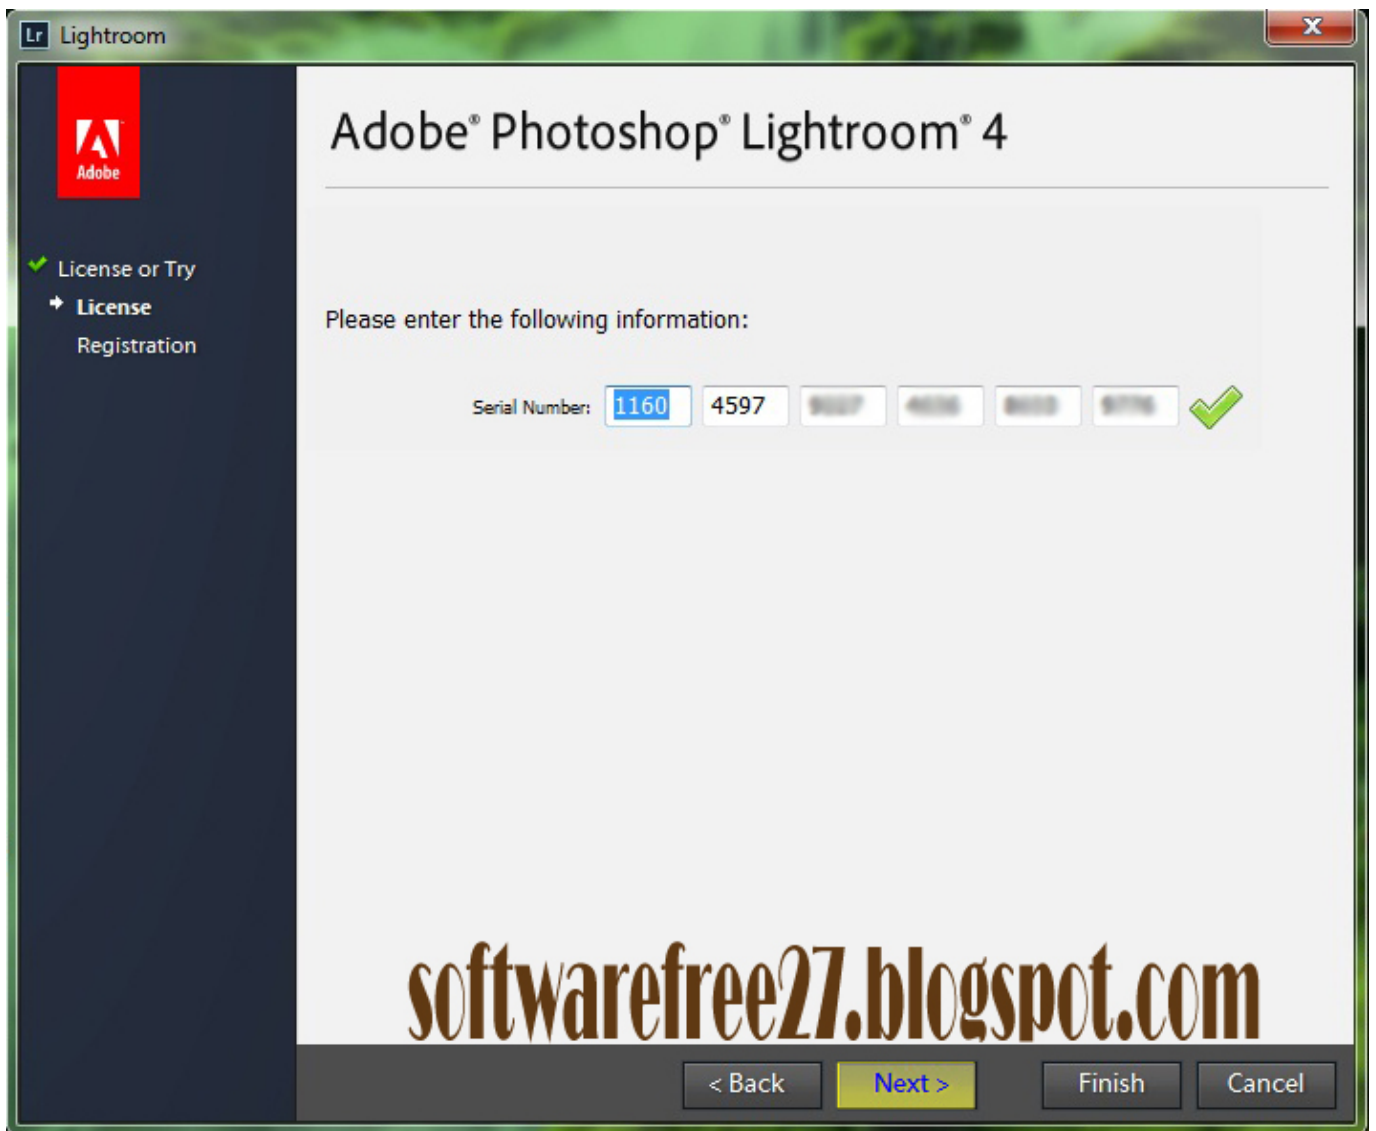 Lr Lightroom
Adobe
Adobe® Photoshop® Lightroom® 4
License or Try
License
Registration
Please enter the following information:
Serial Number: 1160 4597
softwarefree27.blogspot.com
< Back Next > Finish Cancel